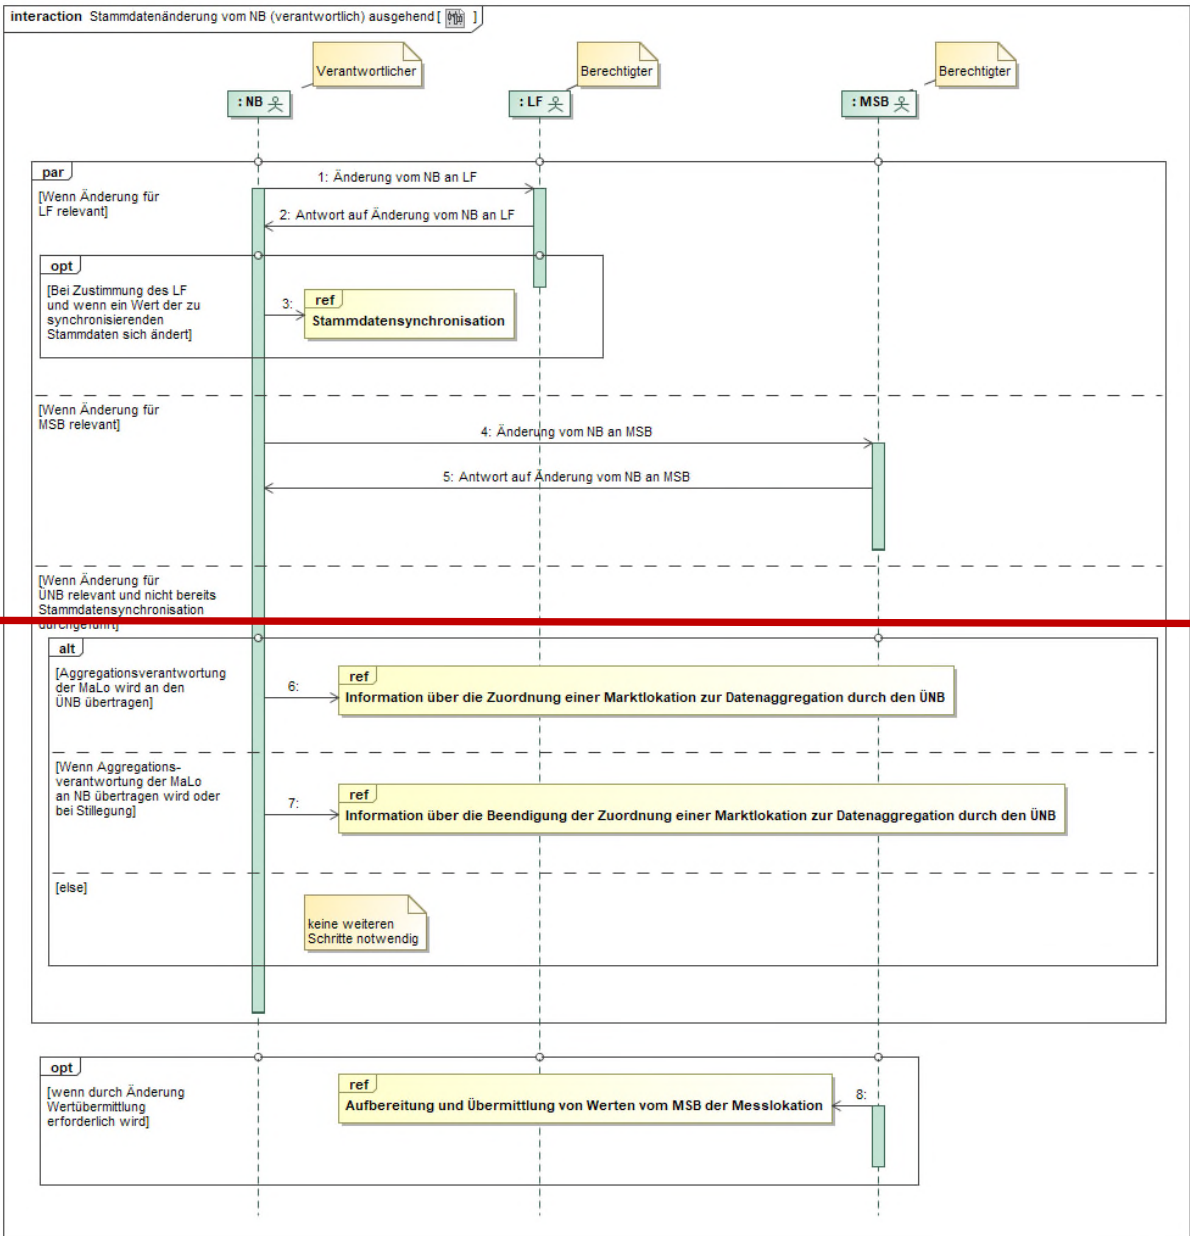 interaction Stammdatenänderung vom NB (verantwortlich) ausgehend [ ]
Verantwortlicher
Berechtigter
Berechtigter
: NB
: LF
: MSB
par
[Wenn Änderung für
LF relevant]
1: Änderung vom NB an LF
2: Antwort auf Änderung vom NB an LF
opt
[Bei Zustimmung des LF
und wenn ein Wert der zu
synchronisierenden
Stammdaten sich ändert]
3:
ref
Stammdatensynchronisation
[Wenn Änderung für
MSB relevant]
4: Änderung vom NB an MSB
5: Antwort auf Änderung vom NB an MSB
[Wenn Änderung für
ÜNB relevant und nicht bereits
Stammdatensynchronisation
durchgeführt]
alt
[Aggregationsverantwortung
der MaLo wird an den
ÜNB übertragen]
6:
ref
Information über die Zuordnung einer Marktlokation zur Datenaggregation durch den ÜNB
[Wenn Aggregations-
verantwortung der MaLo
an NB übertragen wird oder
bei Stillegung]
7:
ref
Information über die Beendigung der Zuordnung einer Marktlokation zur Datenaggregation durch den ÜNB
[else]
keine weiteren
Schritte notwendig
opt
[wenn durch Änderung
Wertübermittlung
erforderlich wird]
ref
Aufbereitung und Übermittlung von Werten vom MSB der Messlokation
8: